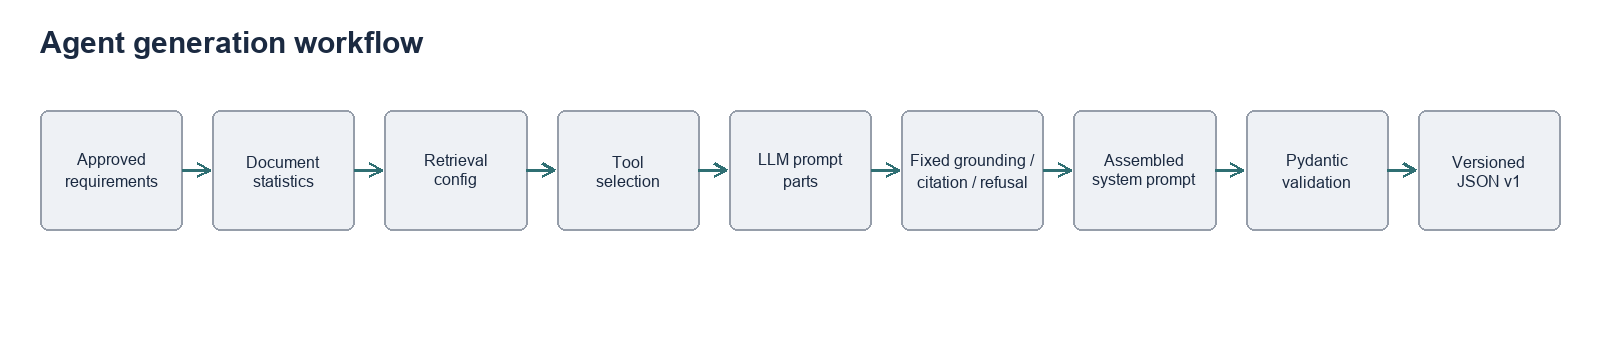 Agent generation workflow
Approved
requirements
Document
statistics
Retrieval
config
Tool
selection
LLM prompt
parts
Fixed grounding /
citation / refusal
Assembled
system prompt
Pydantic
validation
Versioned
JSON v1